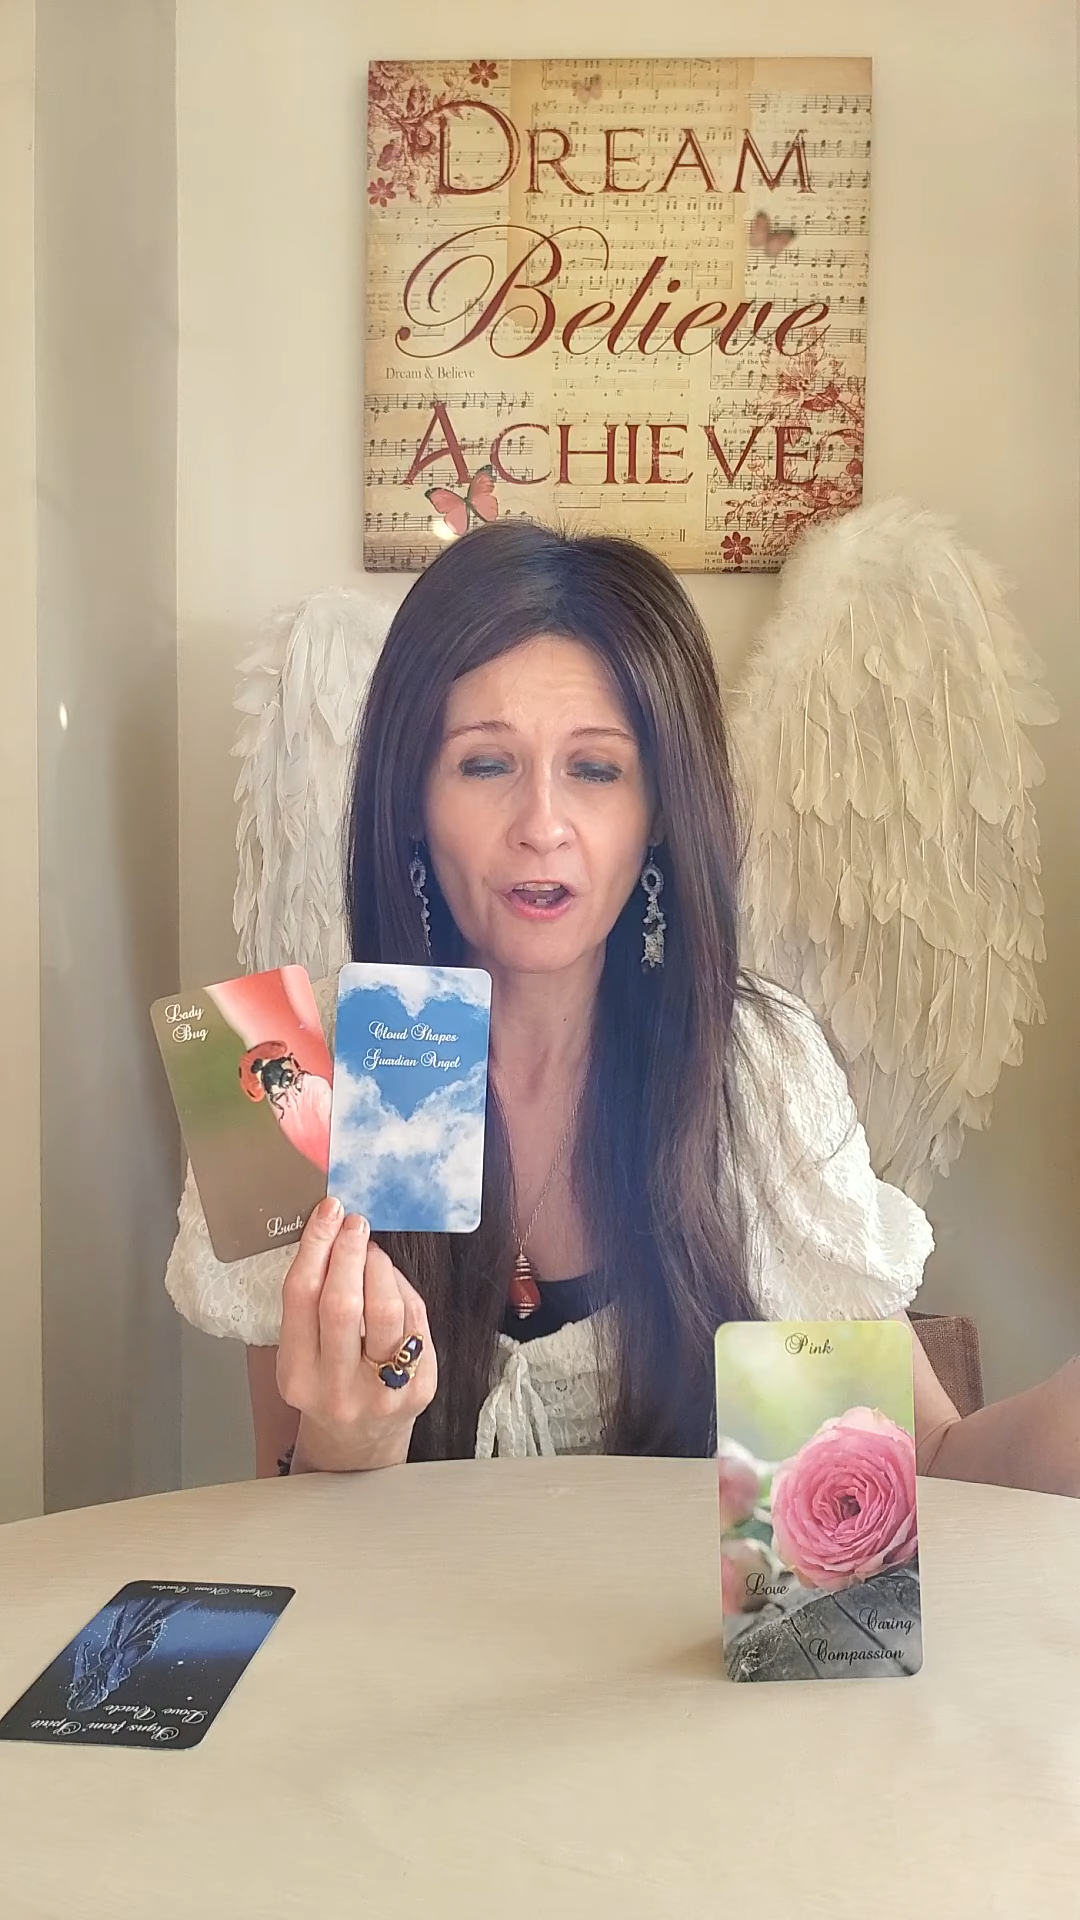 DREAM
Believe
Dream & Believe
ACHIEVE
Lady
Bug
Luck
Cloud Shapes
Guardian Angel
Pink
Love
Caring
Compassion
Signs from Spirit
Love Oracle